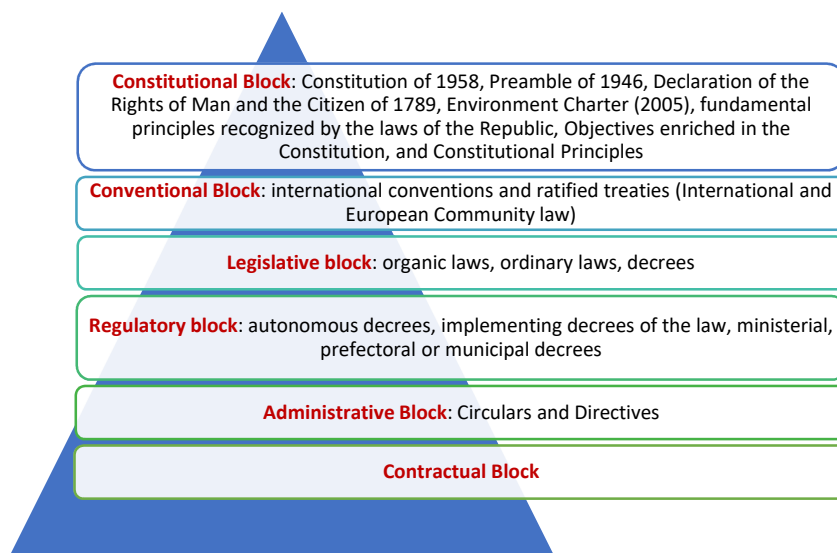 Constitutional Block: Constitution of 1958, Preamble of 1946, Declaration of the
Rights of Man and the Citizen of 1789, Environment Charter (2005), fundamental
principles recognized by the laws of the Republic, Objectives enriched in the
Constitution, and Constitutional Principles
Conventional Block: international conventions and ratified treaties (International and
European Community law)
Legislative block: organic laws, ordinary laws, decrees
Regulatory block: autonomous decrees, implementing decrees of the law, ministerial,
prefectoral or municipal decrees
Administrative Block: Circulars and Directives
Contractual Block